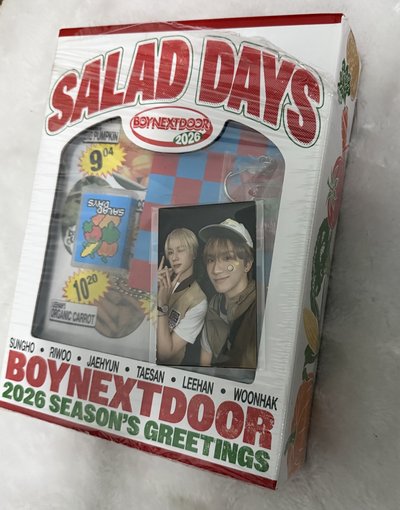 SALAD DAYS
BOYNEXTDOOR
2026
PUMPKIN
9.04
SALAD
DAYS
10.20
ORGANIC CARROT
SUNGHO • RIWOO • JAEHYUN • TAESAN • LEEHAN • WOONHAK
BOYNEXTDOOR
2026 SEASON'S GREETINGS